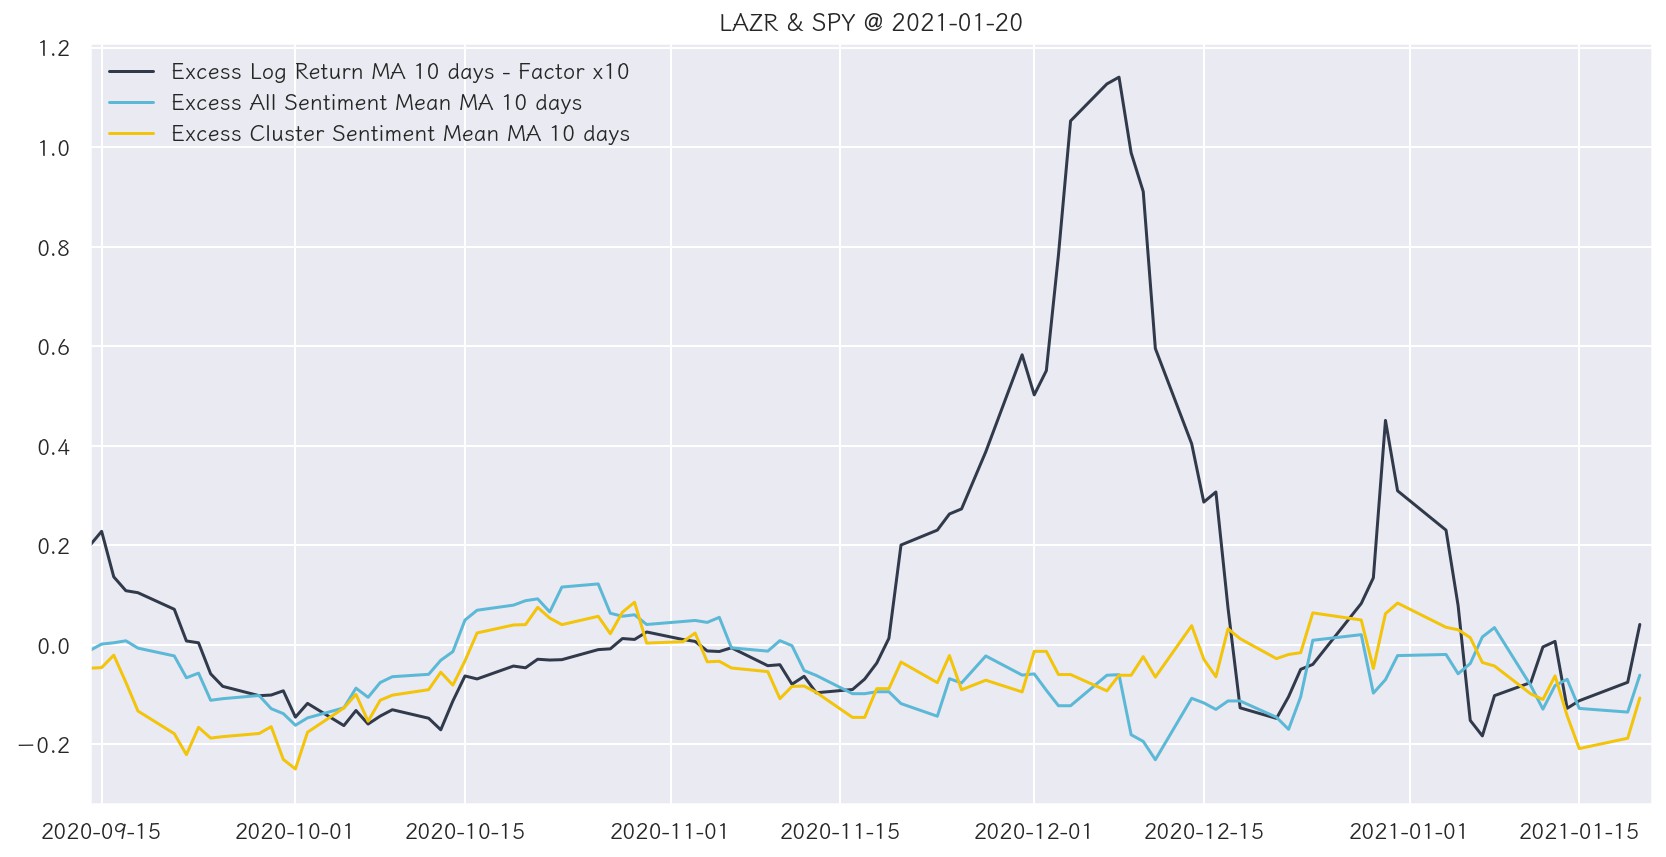 LAZR & SPY @ 2021-01-20
Excess Log Return MA 10 days - Factor x10
Excess All Sentiment Mean MA 10 days
Excess Cluster Sentiment Mean MA 10 days
1.2
1.0
0.8
0.6
0.4
0.2
0.0
−0.2
2020-09-15 2020-10-01 2020-10-15 2020-11-01 2020-11-15 2020-12-01 2020-12-15 2021-01-01 2021-01-15